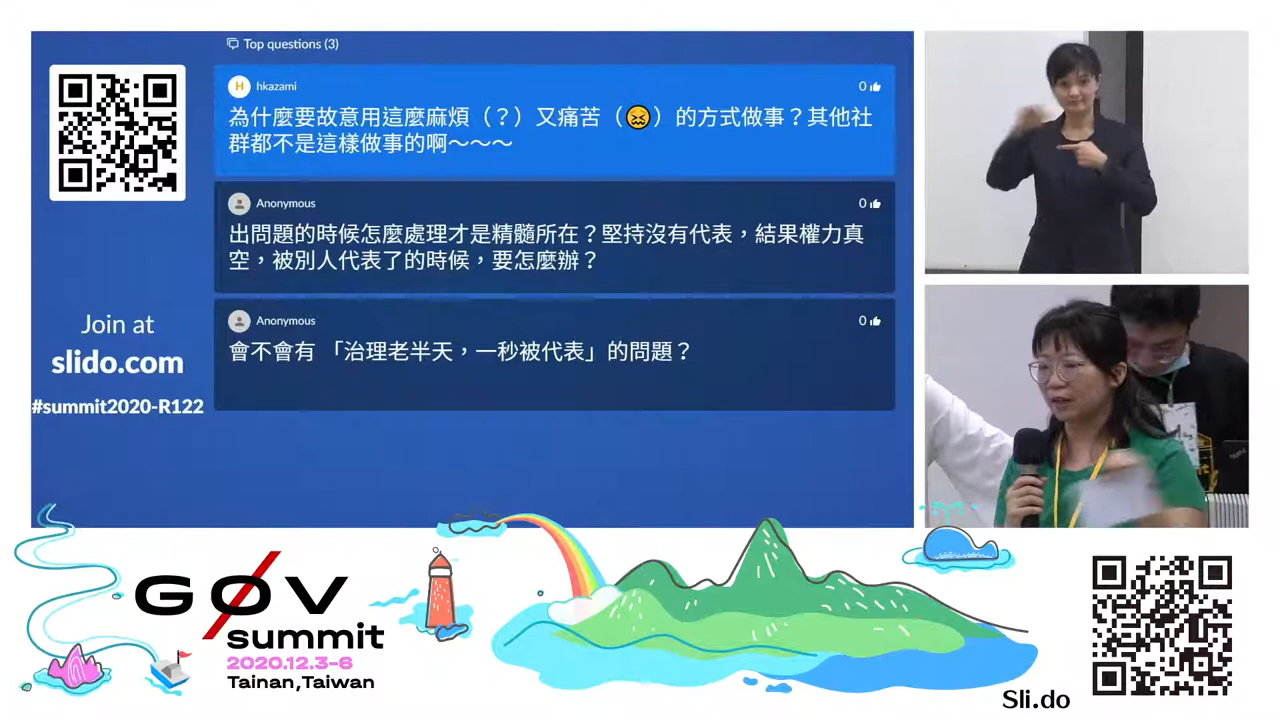 Top questions (3)
H
hkazami
0
為什麼要故意用這麼麻煩（？）又痛苦（😖）的方式做事？其他社
群都不是這樣做事的啊～～～
Anonymous
0
出問題的時候怎麼處理才是精髓所在？堅持沒有代表，結果權力真
空，被別人代表了的時候，要怎麼辦？
Anonymous
0
會不會有 「治理老半天，一秒被代表」的問題？
Join at
slido.com
#summit2020-R122
GØV
summit
2020.12.3-6
Tainan,Taiwan
Sli.do